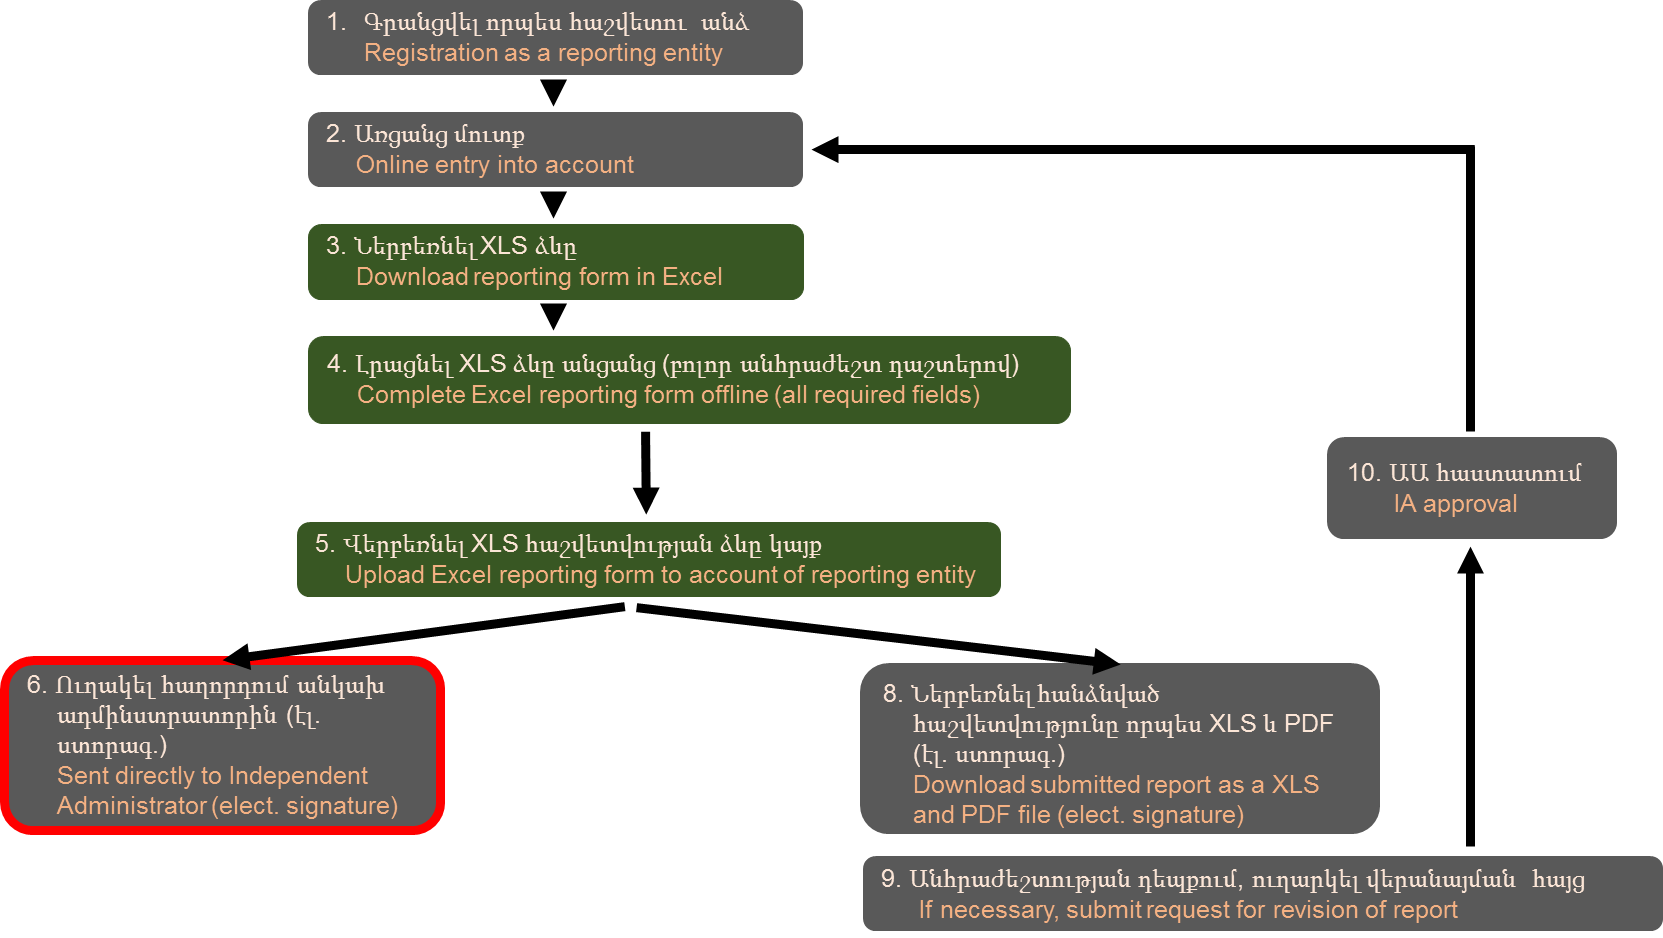 1. Գրանցվել որպես հաշվետու անձ
Registration as a reporting entity
2. Առցանց մուտք
Online entry into account
3. Ներբեռնել XLS ձևը
Download reporting form in Excel
4. Լրացնել XLS ձևը անցանց (բոլոր անհրաժեշտ դաշտերով)
Complete Excel reporting form offline (all required fields)
5. Վերբեռնել XLS հաշվետվության ձևը կայք
Upload Excel reporting form to account of reporting entity
6. Ուղակել հաղորդում անկախ
ադմինստրատորին (էլ.
ստորագ.)
Sent directly to Independent
Administrator (elect. signature)
8. Ներբեռնել հանձնված
հաշվետվությունը որպես XLS և PDF
(էլ. ստորագ.)
Download submitted report as a XLS
and PDF file (elect. signature)
9. Անհրաժեշտության դեպքում, ուղարկել վերանայման հայց
If necessary, submit request for revision of report
10. ԱԱ հաստատում
IA approval